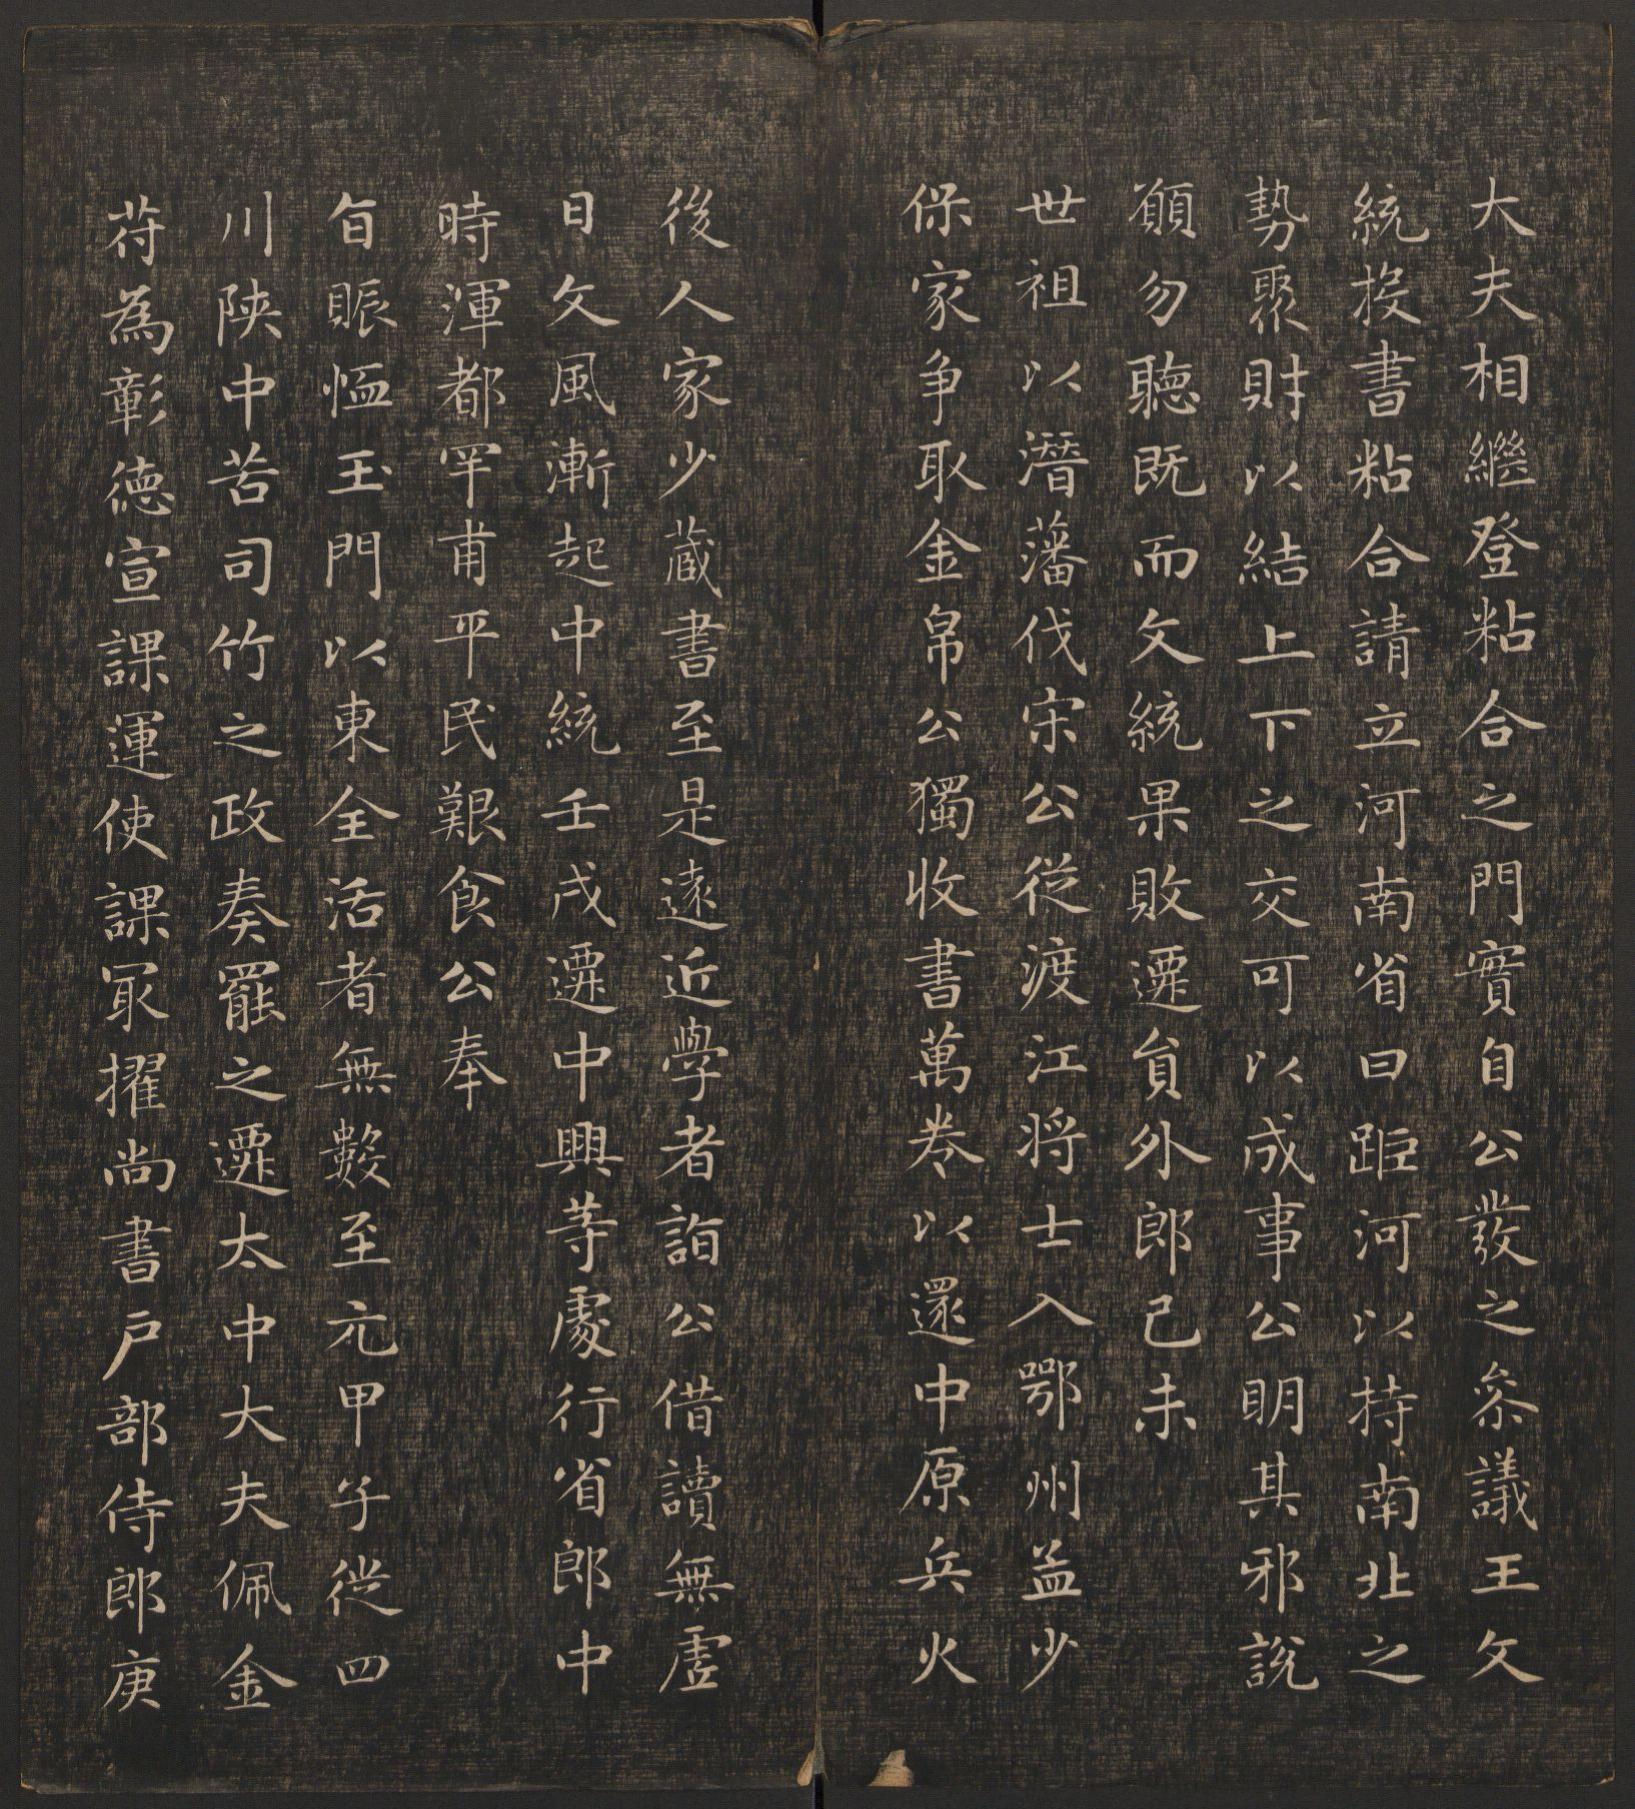 大夫相繼登粘合之門實自公發之叅議王文
統投書粘合請立河南省曰距河以持南北之
勢聚財以結上下之交可以成事公明其邪說
願勿聽既而文統果敗遷貟外郎己未
世祖以潛藩伐宋公從渡江将士入鄂州益少
保家争取金帛公獨收書萬卷以還中原兵火
後人家少蔵書至是遠近學者詣公借讀無虛
日文風漸起中統壬戌遷中興等處行省郎中
時渾都罕甫平民艱食公奉
旨賑恤玉門以東全活者無數至元甲子從四
川陝中苦司竹之政奏罷之遷太中大夫佩金
苻為彰徳宣課運使課冣擢尚書戶部侍郎庚